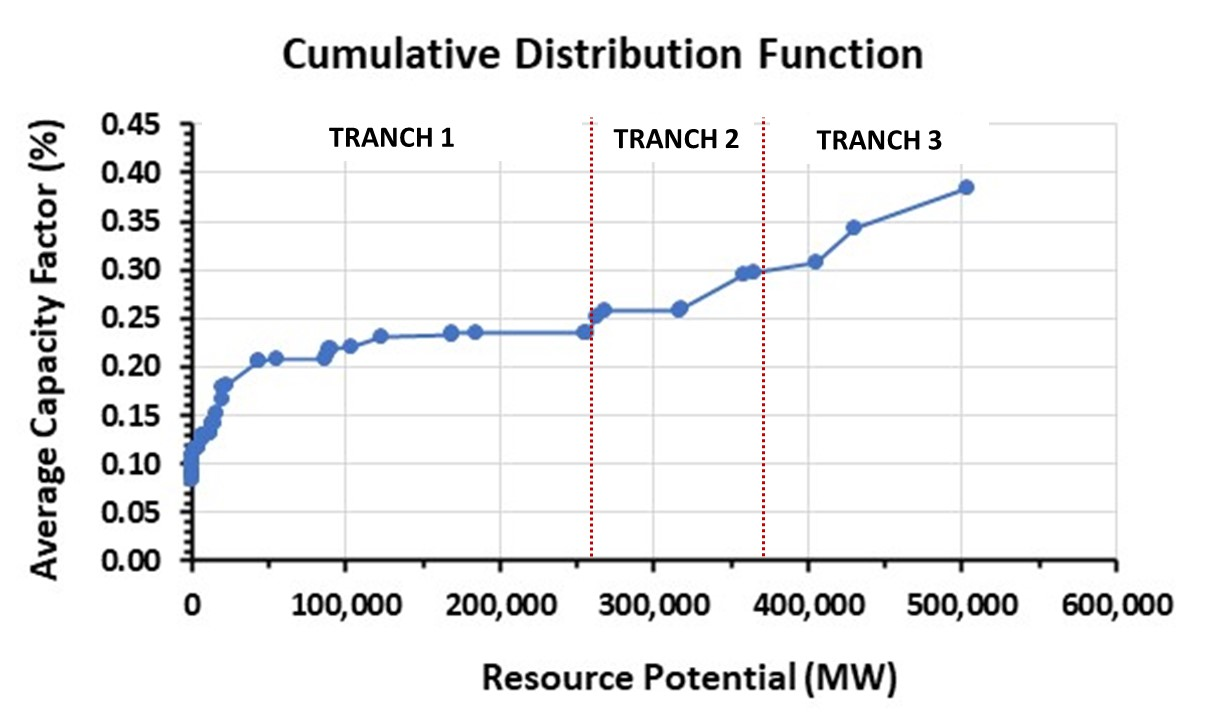 Cumulative Distribution Function
TRANCH 1 TRANCH 2 TRANCH 3
Average Capacity Factor (%)
0.45
0.40
0.35
0.30
0.25
0.20
0.15
0.10
0.05
0.00
0 100,000 200,000 300,000 400,000 500,000 600,000
Resource Potential (MW)